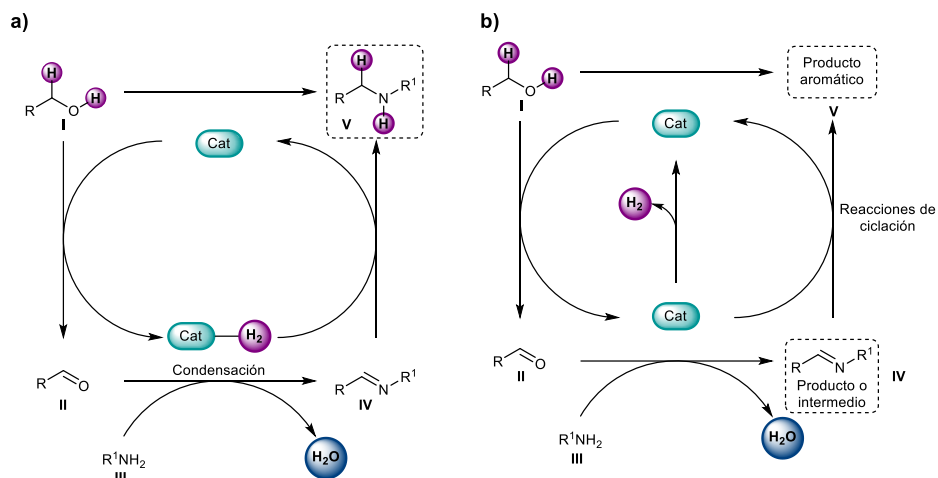 a)
H
H
R
O
I
H
R
N
R¹
H
V
Cat
Cat
H₂
Condensación
R
O
II
R
N
R¹
IV
R¹NH₂
III
H₂O
b)
H
H
R
O
I
Producto
aromático
V
Cat
H₂
Reacciones de
ciclación
Cat
R
O
II
R
N
R¹
Producto o
intermedio
IV
R¹NH₂
III
H₂O